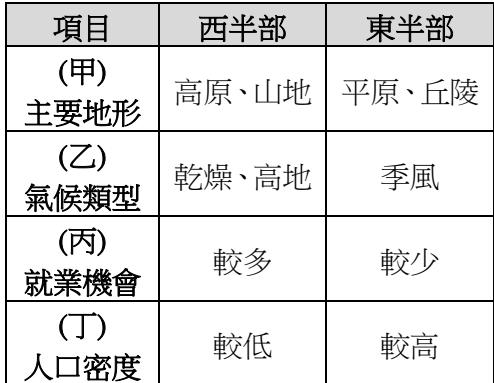 項目 西半部 東半部
(甲)
主要地形 高原、山地 平原、丘陵
(乙)
氣候類型 乾燥、高地 季風
(丙)
就業機會 較多 較少
(丁)
人口密度 較低 較高